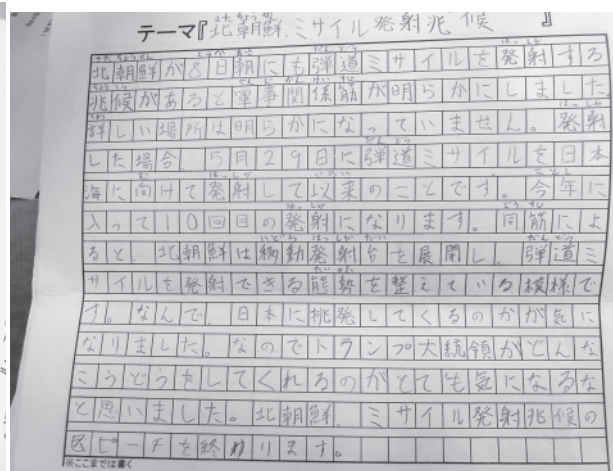 テーマ『北朝鮮、ミサイル発射兆候』
北朝鮮が8日朝にも弾道ミサイルを発射する
兆候があると軍事関係筋が明らかにしました。
詳しい場所は明らかになっていません。発射
した場合、5月29日に弾道ミサイルを日本
海に向けて発射して以来のことです。今年に
入って10回目の発射になります。同筋によ
ると、北朝鮮は移動発射台を展開し、弾道ミ
サイルを発射できる態勢を整えている模様で
す。なんで、日本に挑発してくるのかが気に
なりました。なのでトランプ大統領がどんな
こうどうをしてくれるのがとても気になるな
と思いました。北朝鮮、ミサイル発射兆候の
スピーチを終わります。
※ここまでは書く